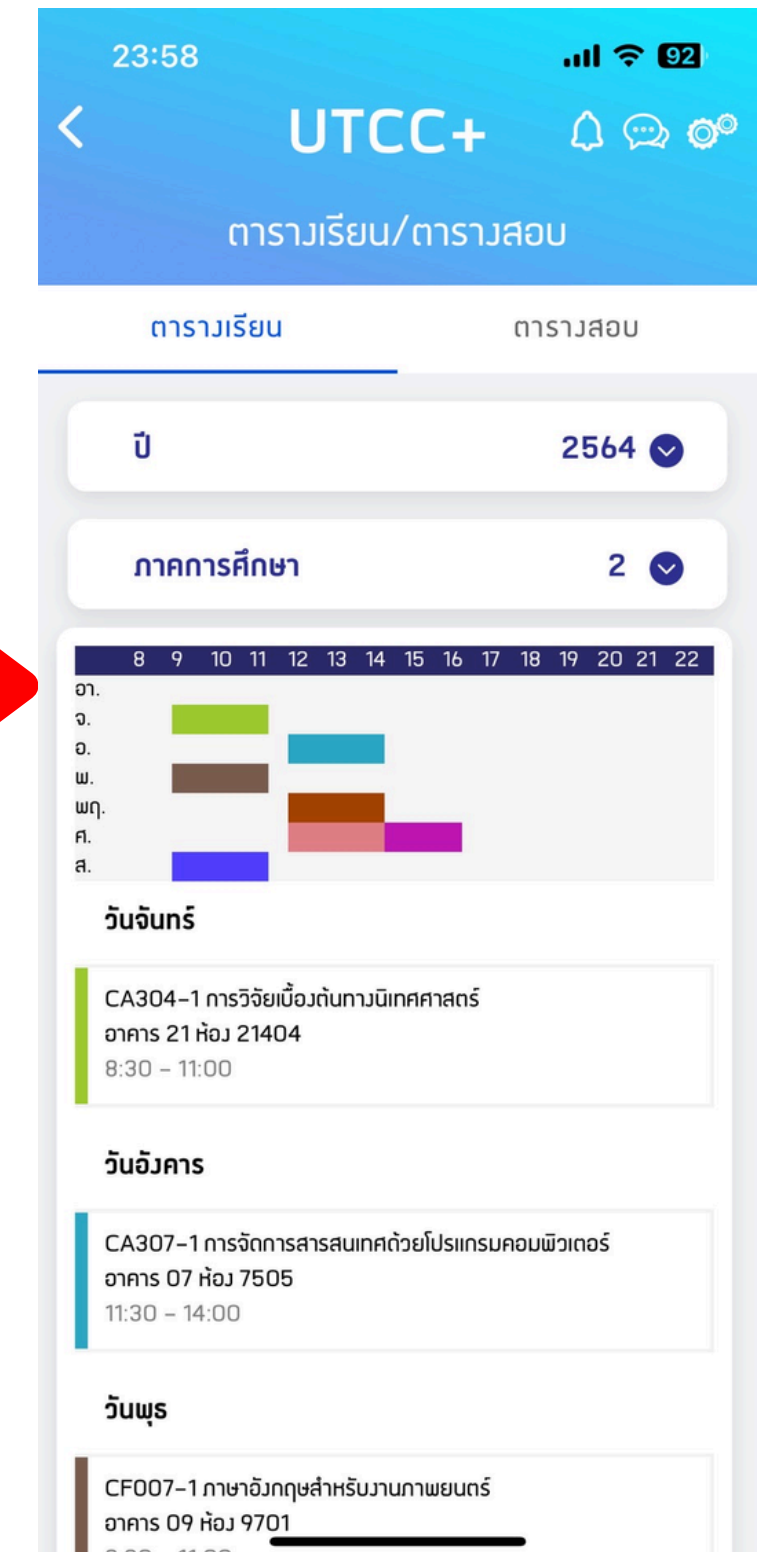 23:58
92
UTCC+
ตารางเรียน/ตารางสอบ
ตารางเรียน ตารางสอบ
ปี 2564
ภาคการศึกษา 2
8 9 10 11 12 13 14 15 16 17 18 19 20 21 22
อา.
จ.
อ.
พ.
พฤ.
ศ.
ส.
วันจันทร์
CA304-1 การวิจัยเบื้องต้นทางนิเทศศาสตร์
อาคาร 21 ห้อง 21404
8:30 - 11:00
วันอังคาร
CA307-1 การจัดการสารสนเทศด้วยโปรแกรมคอมพิวเตอร์
อาคาร 07 ห้อง 7505
11:30 - 14:00
วันพุธ
CF007-1 ภาษาอังกฤษสำหรับงานภาพยนตร์
อาคาร 09 ห้อง 9701